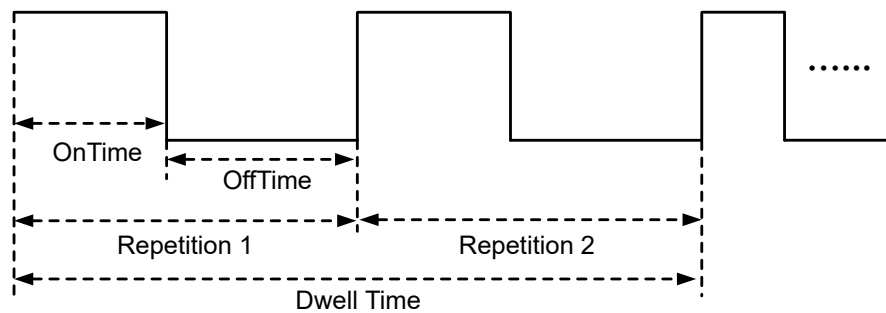 ......
OnTime
OffTime
Repetition 1
Repetition 2
Dwell Time